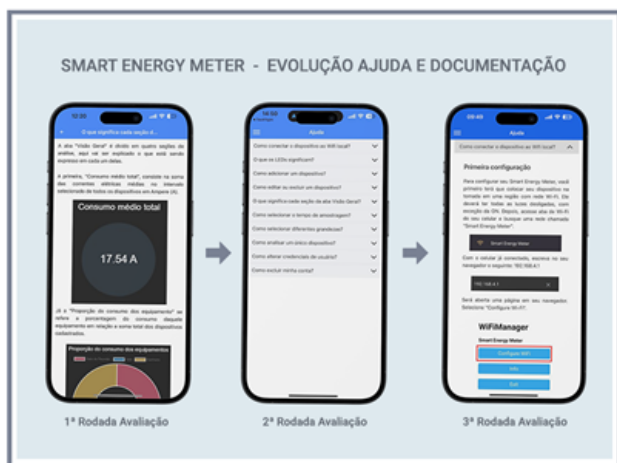 SMART ENERGY METER - EVOLUÇÃO AJUDA E DOCUMENTAÇÃO
12:33
O que significa cada seção d...
A aba "Visão Geral" é divido em quatro seções de
análise, aqui vai ser explicado o que está sendo
expresso em cada um deles.
A primeira, "Consumo médio total", consiste na soma
das correntes elétricas médias no intervalo
selecionado de todos os dispositivos em Ampere (A).
Consumo médio total
17.54 A
Já a "Proporção do consumo dos equipamento" se
refere a porcentagem do consumo daquele
equipamento em relação a soma total dos dispositivos
cadastrados.
Proporção do consumo dos equipamentos
1ª Rodada Avaliação
14:50
Ajuda
Como conectar o dispositivo ao Wifi local?
O que os LEDs significam?
Como adicionar um dispositivo?
Como editar ou excluir um dispositivo?
O que significa cada seção da aba Visão Geral?
Como selecionar o tempo de amostragem?
Como selecionar diferentes grandezas?
Como analisar um único dispositivo?
Como alterar credenciais de usuário?
Como excluir minha conta?
2ª Rodada Avaliação
09:49
Ajuda
Como conectar o dispositivo ao Wifi local?
Primeira configuração
Para configurar seu Smart Energy Meter, você
primeiro terá que colocar seu dispositivo na
tomada em uma região com rede Wi-Fi. Ele
deverá ter todas as luzes desligadas, com
exceção da ON. Depois, acesse aba de Wi-Fi
do seu celular e busque uma rede chamada
"Smart Energy Meter".
Smart Energy Meter
Com o celular já conectado, escreva no seu
navegador o seguinte: 192.168.4.1
192.168.4.1
Será aberta uma página em seu navegador.
Selecione "Configure Wi-Fi".
WiFiManager
Smart Energy Meter
Configure WiFi
Info
Exit
3ª Rodada Avaliação